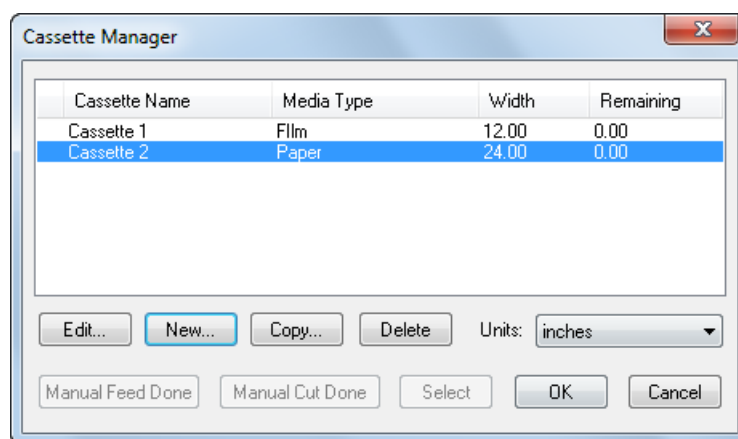 Cassette Manager
Cassette Name Media Type Width Remaining
Cassette 1 FIlm 12.00 0.00
Cassette 2 Paper 24.00 0.00
Edit... New... Copy... Delete Units: inches
Manual Feed Done Manual Cut Done Select OK Cancel